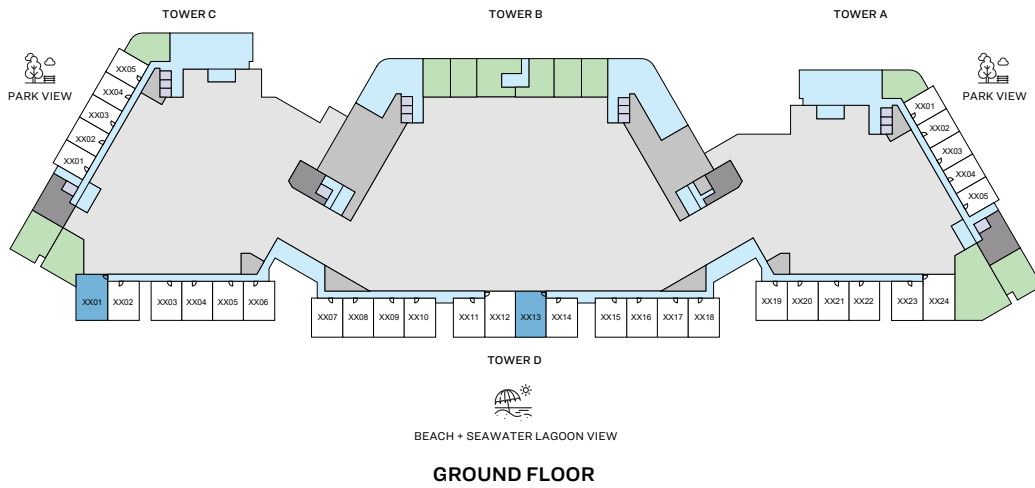 TOWER C
TOWER B
TOWER A
PARK VIEW
PARK VIEW
XX05
XX04
XX03
XX02
XX01
XX01
XX02
XX03
XX04
XX05
XX01
XX02
XX03
XX04
XX05
XX06
XX07
XX08
XX09
XX10
XX11
XX12
XX13
XX14
XX15
XX16
XX17
XX18
XX19
XX20
XX21
XX22
XX23
XX24
TOWER D
BEACH + SEAWATER LAGOON VIEW
GROUND FLOOR